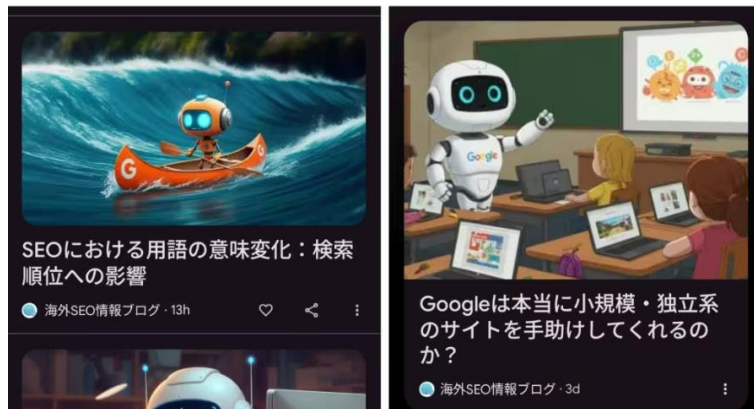 G
SEOにおける用語の意味変化：検索
順位への影響
海外SEO情報ブログ · 13h
Google
Googleは本当に小規模・独立系
のサイトを手助けしてくれるの
か？
海外SEO情報ブログ · 3d